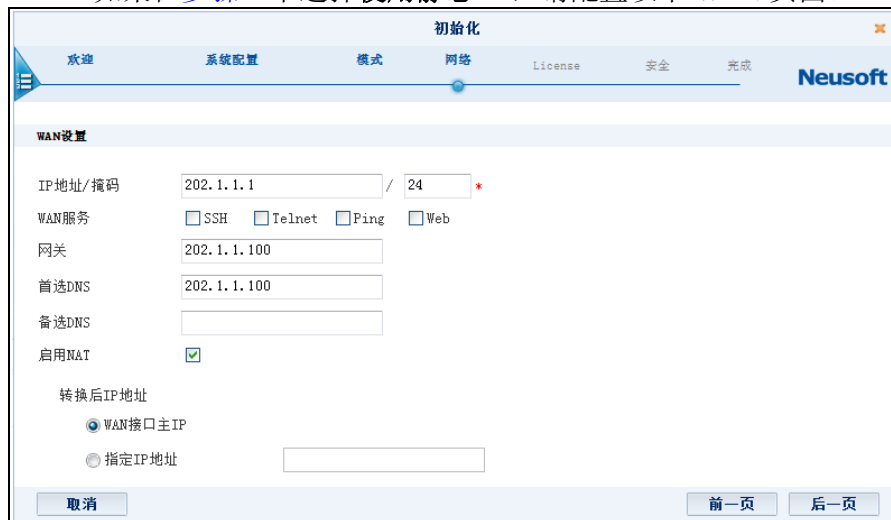 初始化
欢迎 系统配置 模式 网络 License 安全 完成
Neusoft
WAN设置
IP地址/掩码 202.1.1.1 / 24 *
WAN服务 SSH Telnet Ping Web
网关 202.1.1.100
首选DNS 202.1.1.100
备选DNS
启用NAT
转换后IP地址
WAN接口主IP
指定IP地址
取消 前一页 后一页